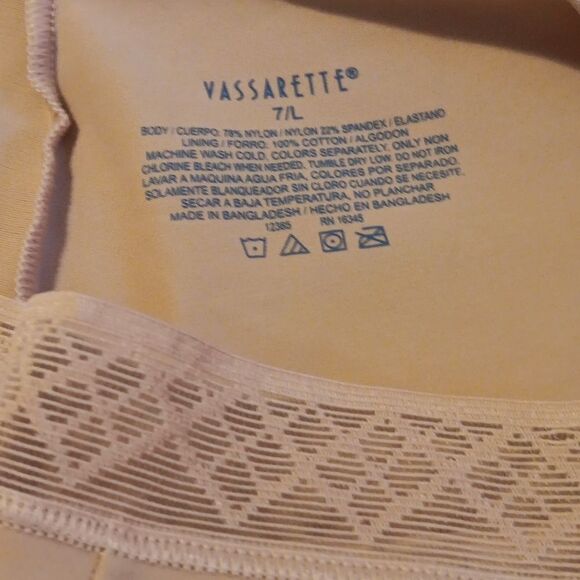 VASSARETTE®
7/L
BODY / CUERPO: 78% NYLON / NYLON 22% SPANDEX / ELASTANO
LINING / FORRO: 100% COTTON / ALGODON
MACHINE WASH COLD. COLORS SEPARATELY. ONLY NON
CHLORINE BLEACH WHEN NEEDED. TUMBLE DRY LOW. DO NOT IRON
LAVAR A MAQUINA AGUA FRIA, COLORES POR SEPARADO.
SOLAMENTE BLANQUEADOR SIN CLORO CUANDO SE NECESITE.
SECAR A BAJA TEMPERATURA, NO PLANCHAR.
MADE IN BANGLADESH / HECHO EN BANGLADESH
12385 RN 16345